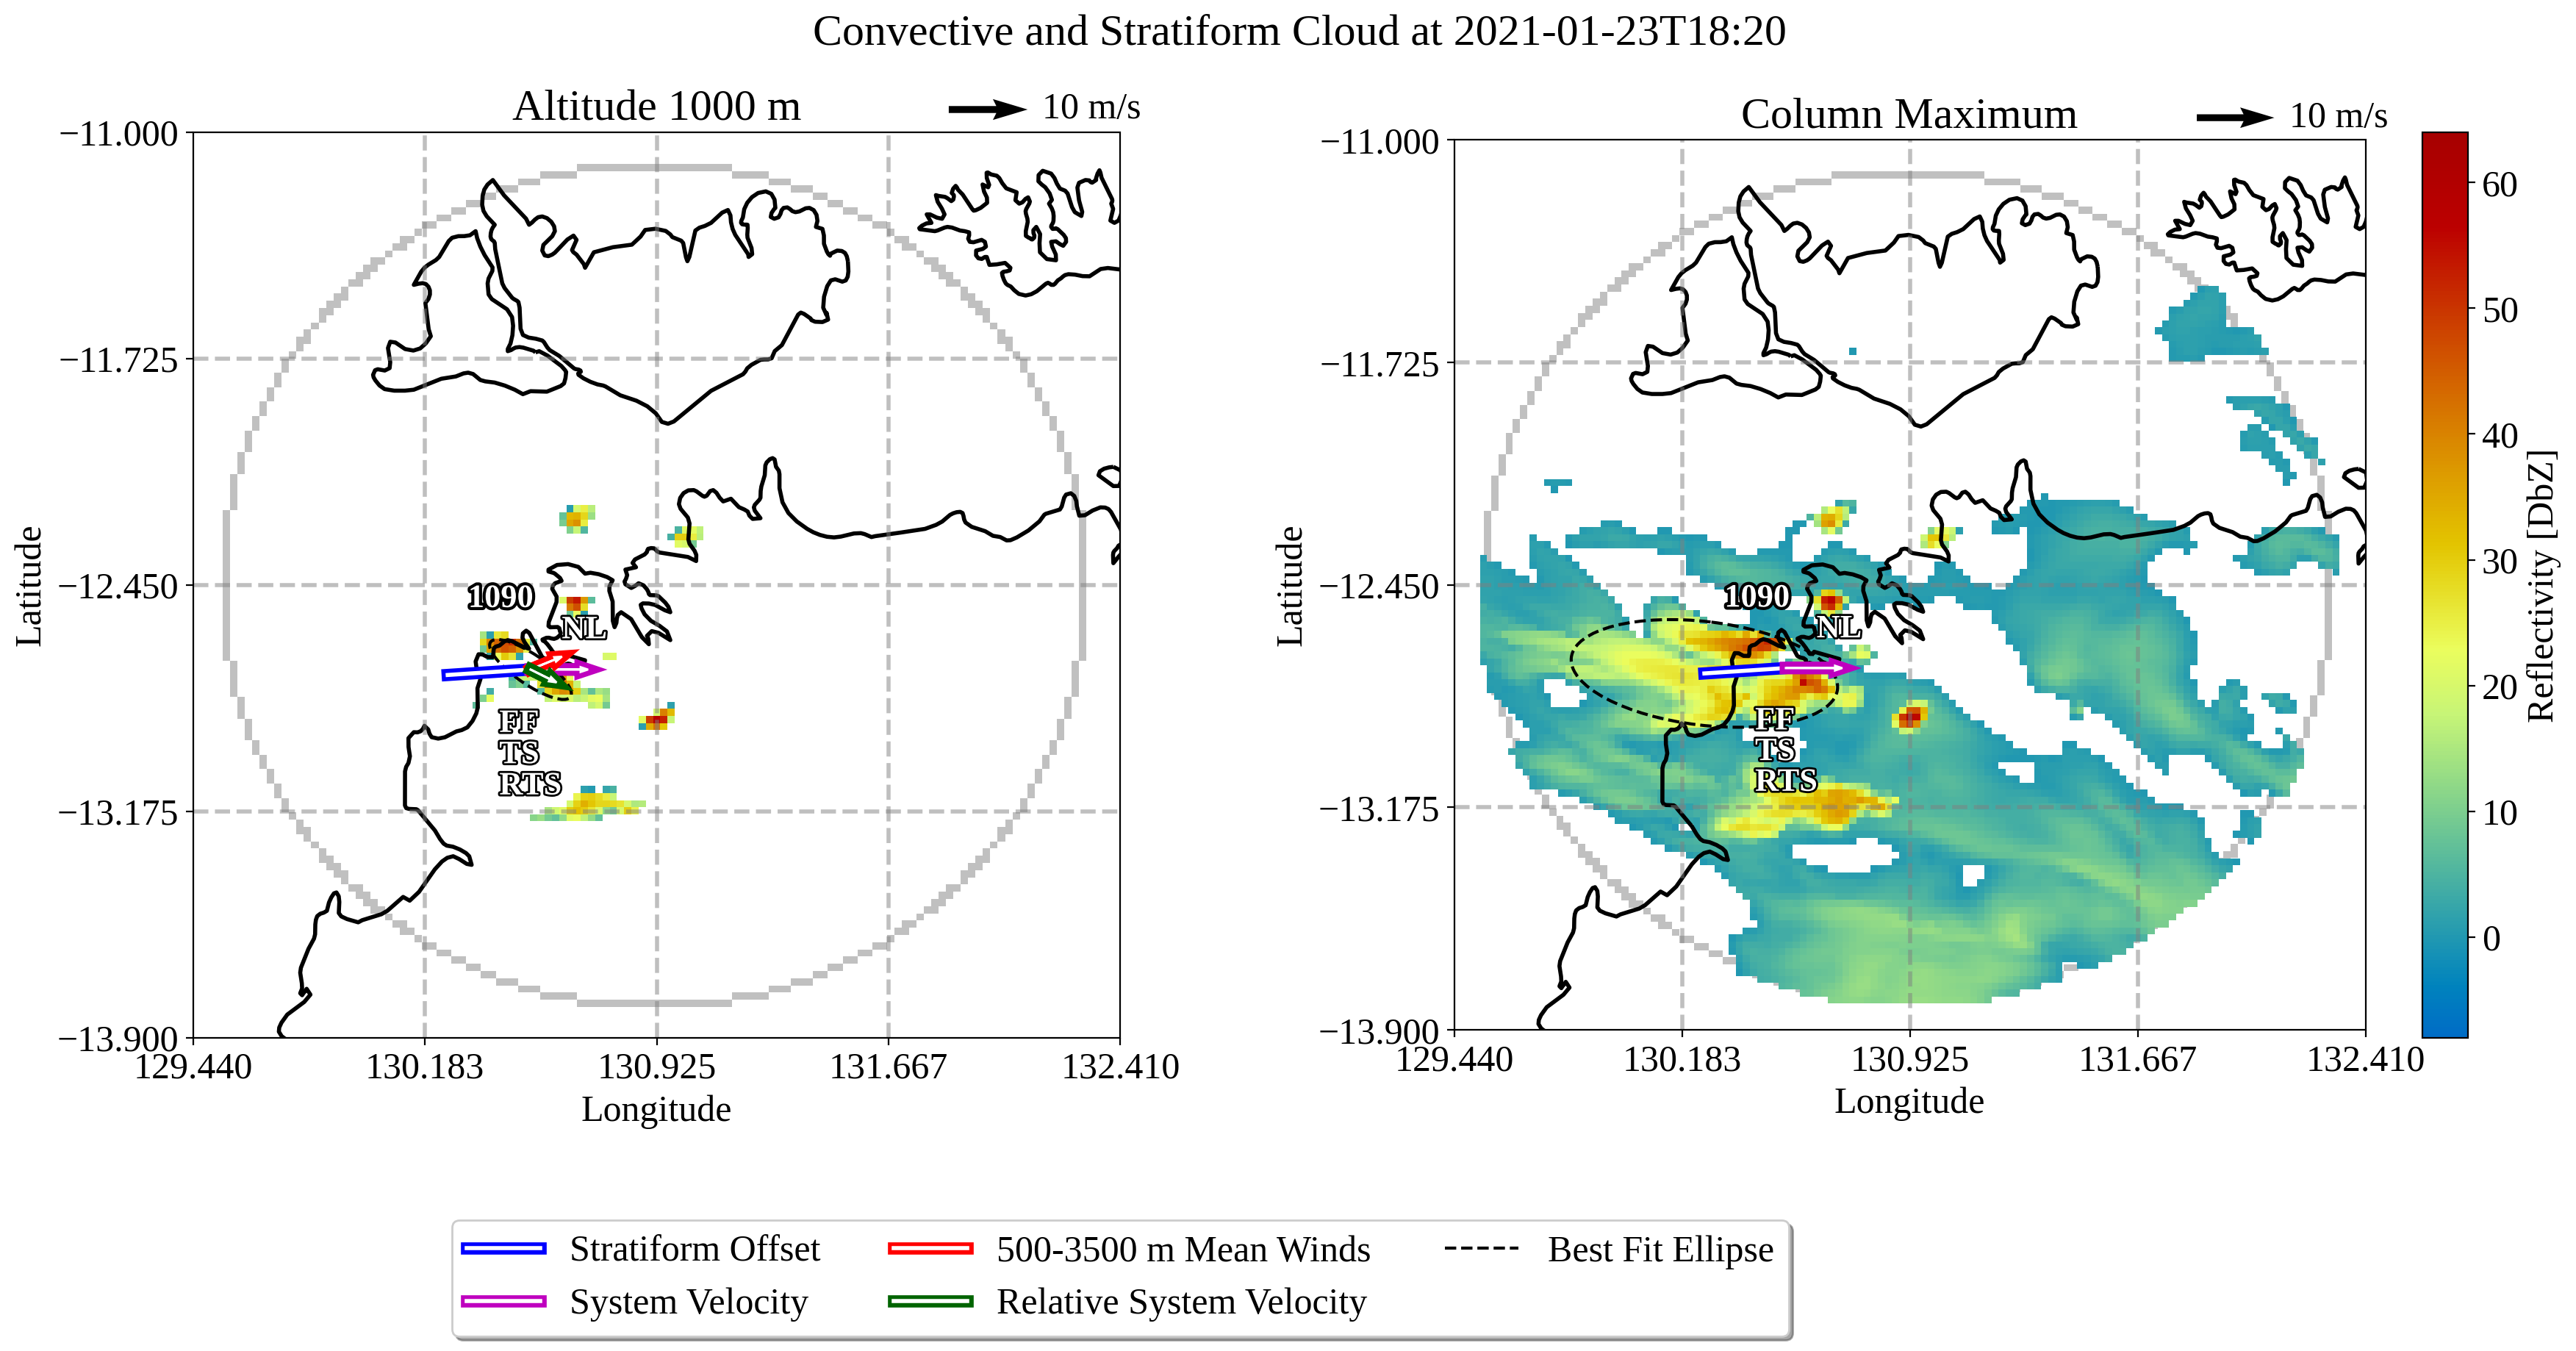 Convective and Stratiform Cloud at 2021-01-23T18:20
Altitude 1000 m
10 m/s
−11.000
−11.725
−12.450
−13.175
−13.900
Latitude
129.440
130.183
130.925
131.667
132.410
Longitude
1090
NL
FF
TS
RTS
Column Maximum
10 m/s
−11.000
−11.725
−12.450
−13.175
−13.900
Latitude
129.440
130.183
130.925
131.667
132.410
Longitude
1090
NL
FF
TS
RTS
60
50
40
30
20
10
0
Reflectivity [DbZ]
Stratiform Offset
System Velocity
500-3500 m Mean Winds
Relative System Velocity
Best Fit Ellipse